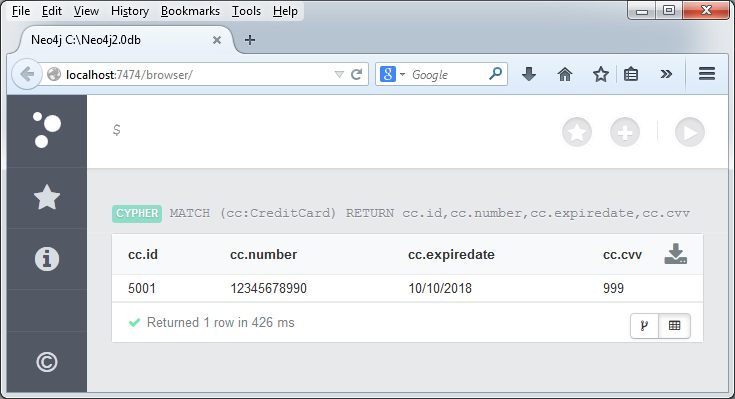 File Edit View History Bookmarks Tools Help
Neo4j C:\Neo4j2.0db
localhost:7474/browser/
Google
$
CYPHER MATCH (cc:CreditCard) RETURN cc.id,cc.number,cc.expiredate,cc.cvv
cc.id cc.number cc.expiredate cc.cvv
5001 12345678990 10/10/2018 999
Returned 1 row in 426 ms